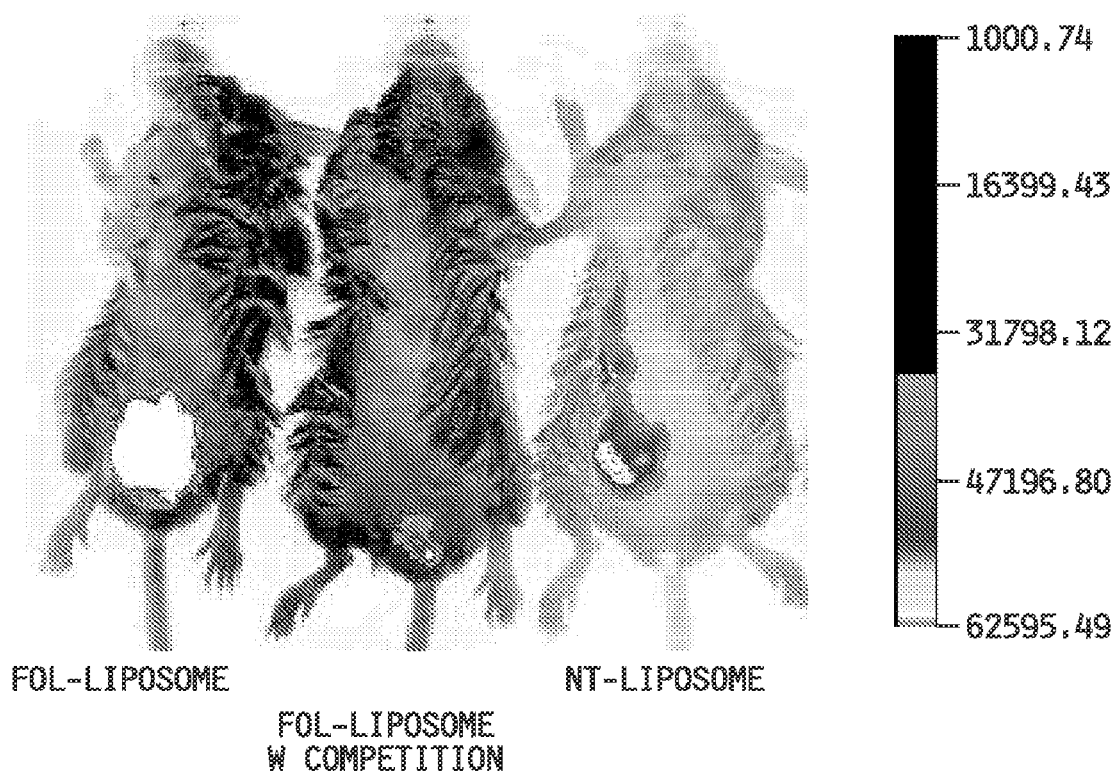 1000.74
16399.43
31798.12
47196.80
62595.49
FOL-LIPOSOME
NT-LIPOSOME
FOL-LIPOSOME
W COMPETITION